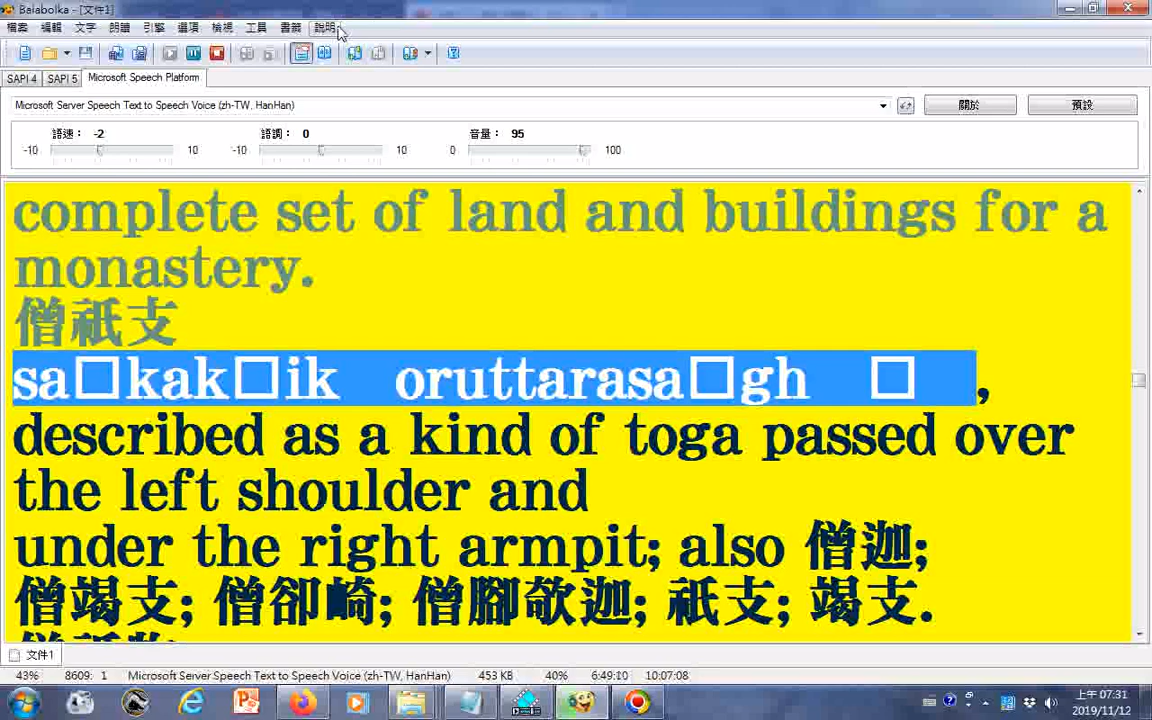 Balabolka - [文件1]
檔案 編輯 文字 朗讀 引擎 選項 檢視 工具 書籤 說明
SAPI 4 SAPI 5 Microsoft Speech Platform
Microsoft Server Speech Text to Speech Voice (zh-TW, HanHan) 關於 預設
語速： -2 語調： 0 音量： 95
-10 10 -10 10 0 100
complete set of land and buildings for a
monastery.
僧祇支
sa□kak□ik oruttarasa□gh □ ,
described as a kind of toga passed over
the left shoulder and
under the right armpit; also 僧迦;
僧竭支; 僧卻崎; 僧腳欹迦; 祇支; 竭支.
文件1
43% 8609: 1 Microsoft Server Speech Text to Speech Voice (zh-TW, HanHan) 453 KB 40% 6:49:10 10:07:08
上午 07:31
2019/11/12